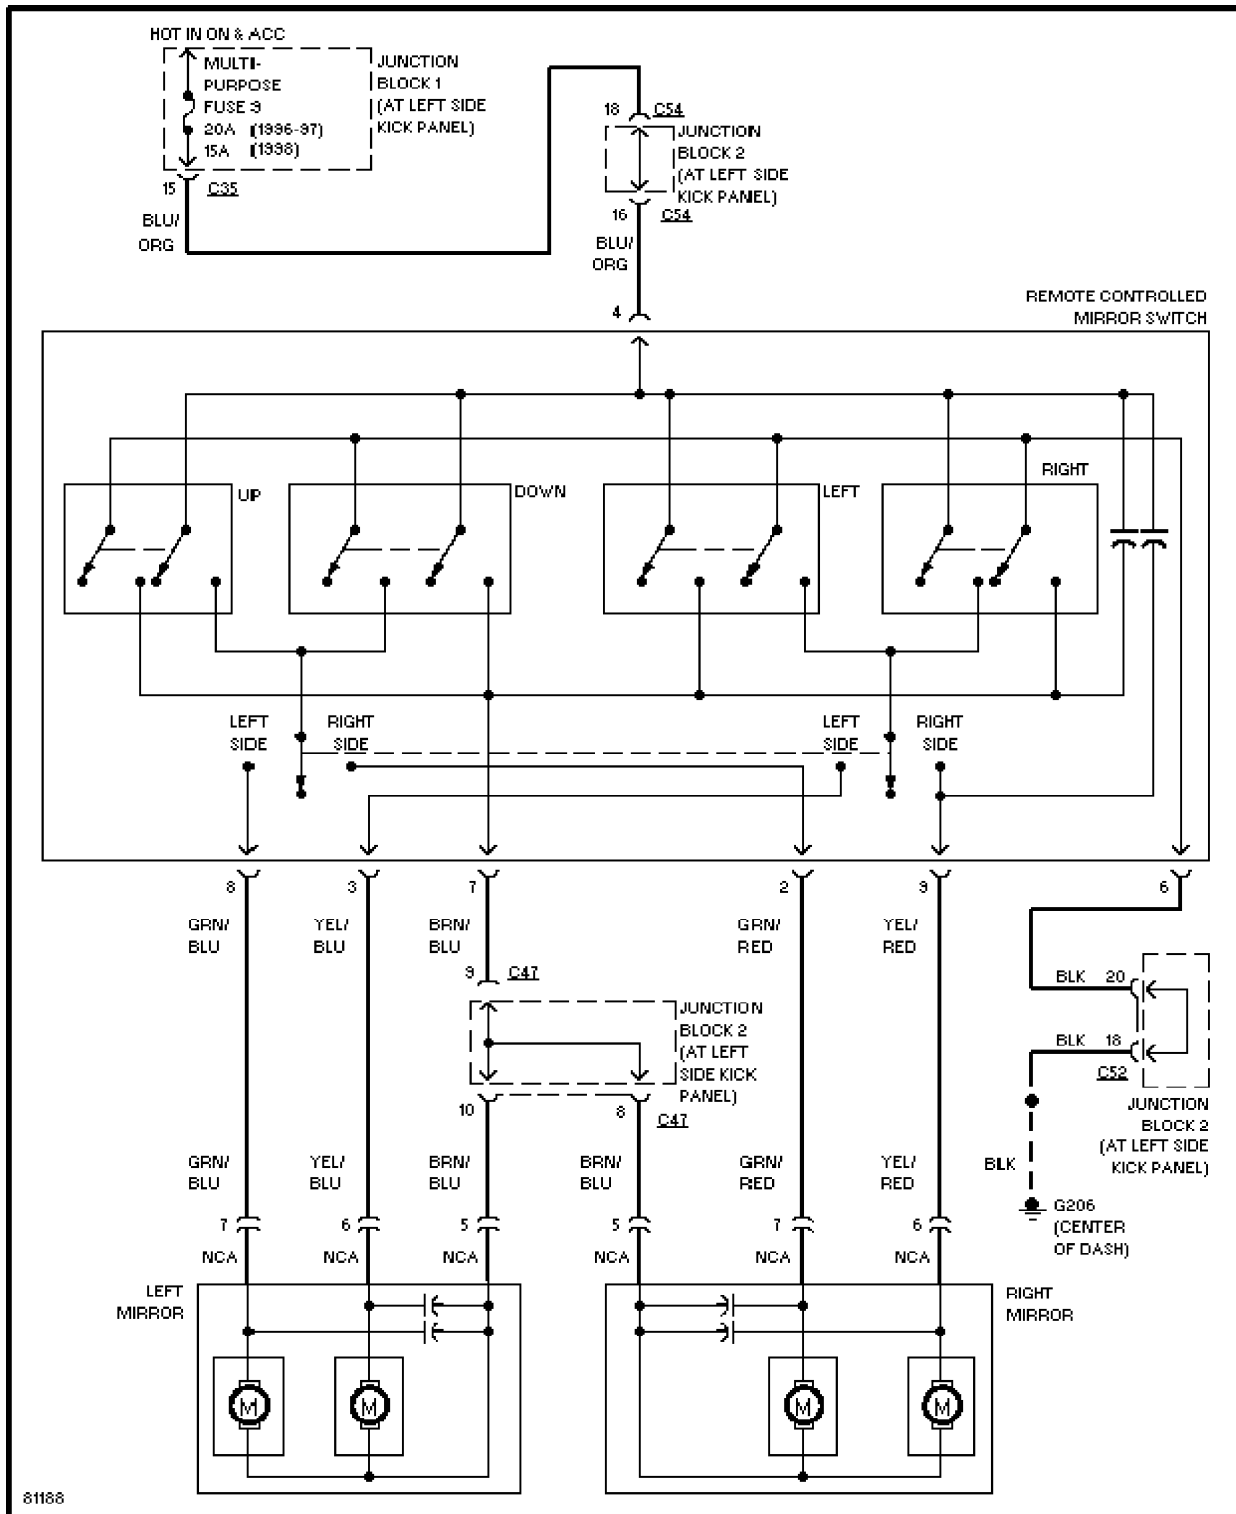 HOT IN ON & ACC
MULTI-
PURPOSE
FUSE 9
20A (1996-97)
15A (1998)
JUNCTION
BLOCK 1
(AT LEFT SIDE
KICK PANEL)
15 C35
BLU/
ORG
18 C54
JUNCTION
BLOCK 2
(AT LEFT SIDE
KICK PANEL)
16 C54
BLU/
ORG
4
REMOTE CONTROLLED
MIRROR SWITCH
UP
DOWN
LEFT
RIGHT
LEFT
SIDE
RIGHT
SIDE
LEFT
SIDE
RIGHT
SIDE
8 3 7 2 9 6
GRN/
BLU
YEL/
BLU
BRN/
BLU
GRN/
RED
YEL/
RED
9 C47
JUNCTION
BLOCK 2
(AT LEFT
SIDE KICK
PANEL)
10 8 C47
BLK 20
BLK 18
C52
JUNCTION
BLOCK 2
(AT LEFT SIDE
KICK PANEL)
BLK
G206
(CENTER
OF DASH)
GRN/
BLU
YEL/
BLU
BRN/
BLU
BRN/
BLU
GRN/
RED
YEL/
RED
7 6 5 5 7 6
NCA NCA NCA NCA NCA NCA
LEFT
MIRROR
RIGHT
MIRROR
M M M M
81188